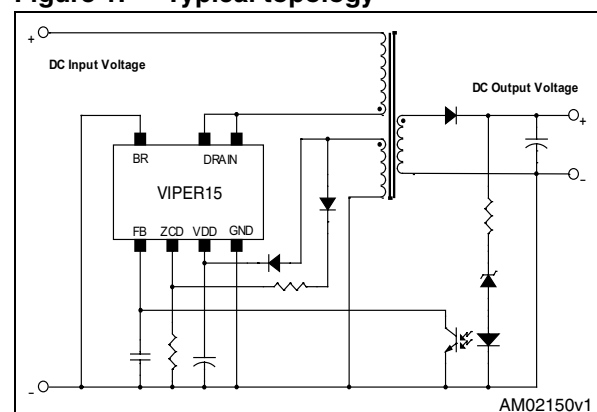 Figure 1. Typical topology
+
DC Input Voltage
DC Output Voltage
+
BR DRAIN
VIPER15
-
FB ZCD VDD GND
-
AM02150v1